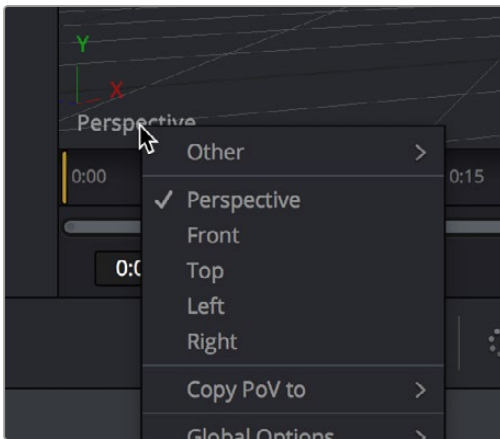 Y
X
Perspective
Other
0:00
0:15
Perspective
Front
Top
0:0
Left
Right
Copy PoV to
Global Options